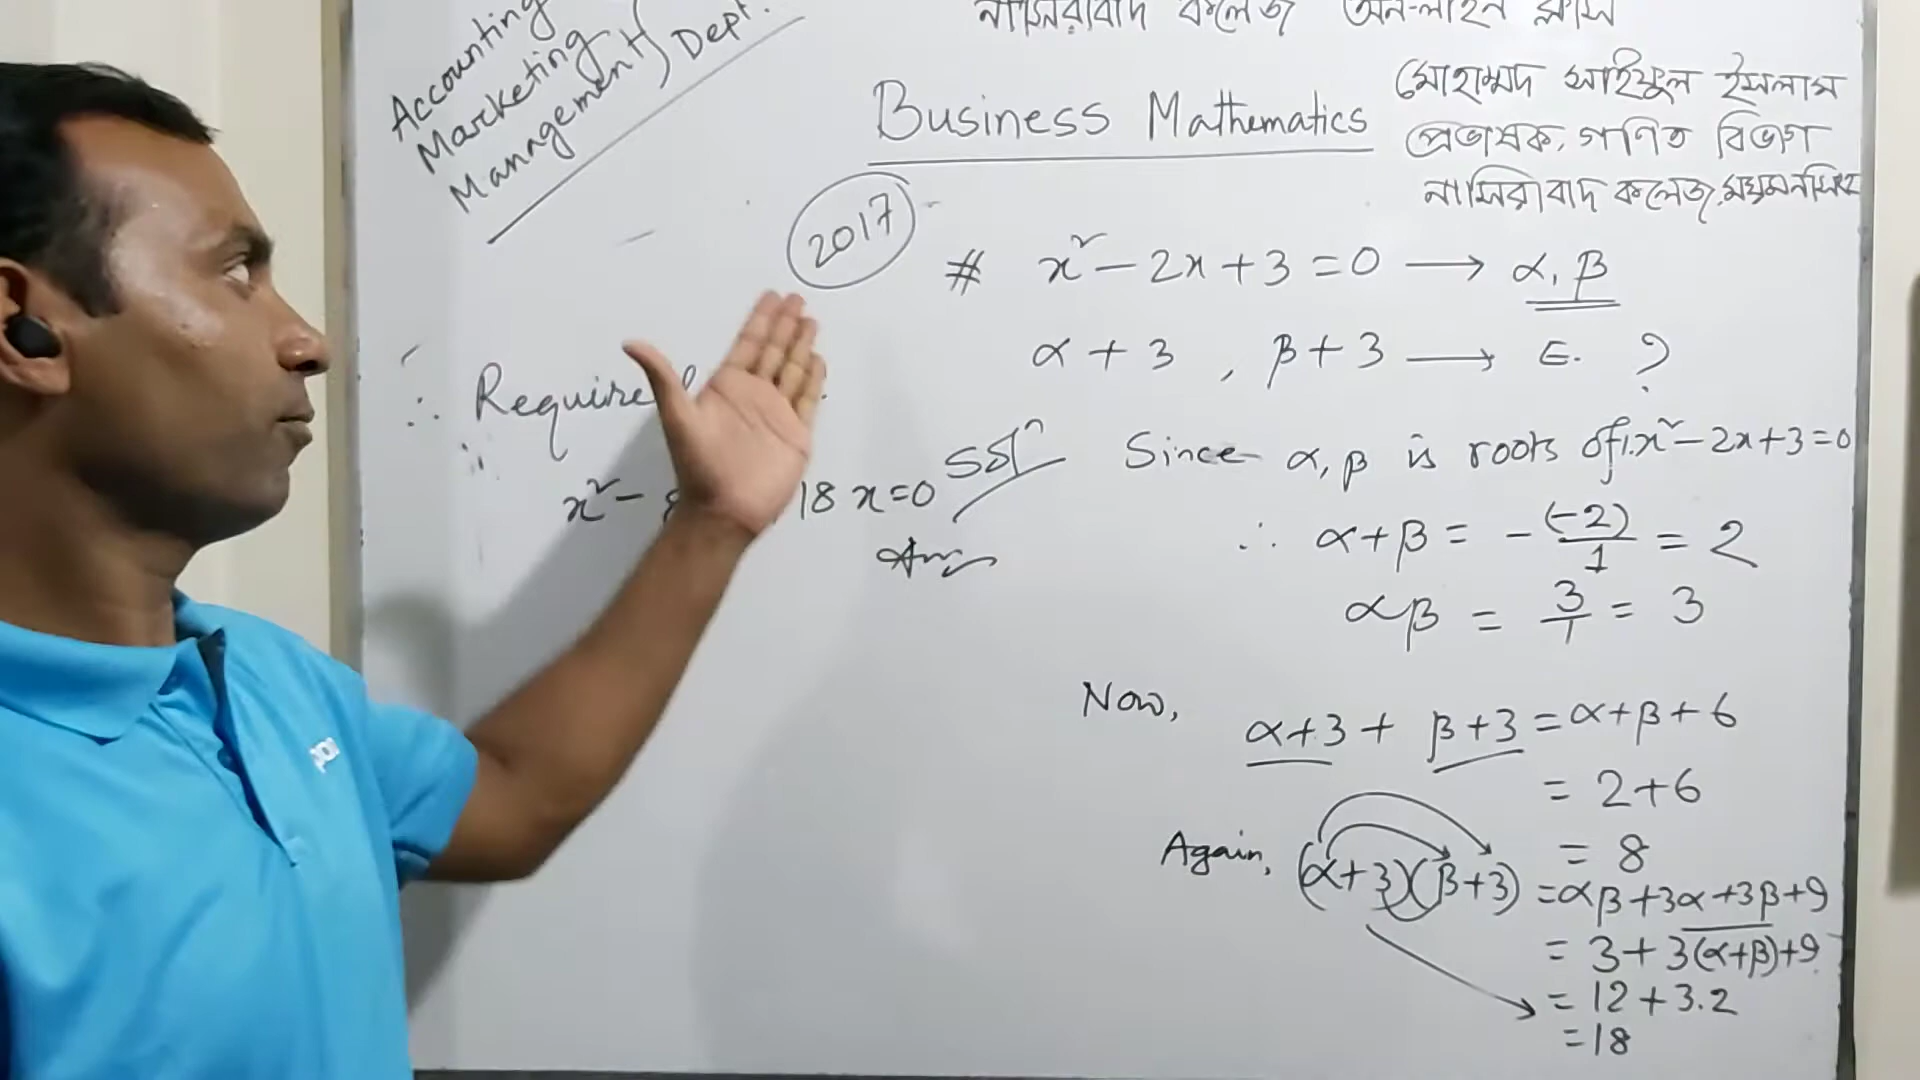 Accounting
Marketing
Management
Dept.
নাসিরাবাদ কলেজ অন-লাইন ক্লাস
Business Mathematics
মোহাম্মদ সাইফুল ইসলাম
প্রভাষক, গণিত বিভাগ
নাসিরাবাদ কলেজ, ময়মনসিংহ
2017
# x² - 2x + 3 = 0 → α, β
α + 3 , β + 3 → E. ?
Solⁿ Since α, β is roots of x² - 2x + 3 = 0
∴ α + β = - (-2)/1 = 2
αβ = 3/1 = 3
Now, α + 3 + β + 3 = α + β + 6
= 2 + 6
= 8
Again, (α + 3)(β + 3) = αβ + 3α + 3β + 9
= 3 + 3(α + β) + 9
= 12 + 3.2
= 18
∴
x² - 18 x = 0
Ans